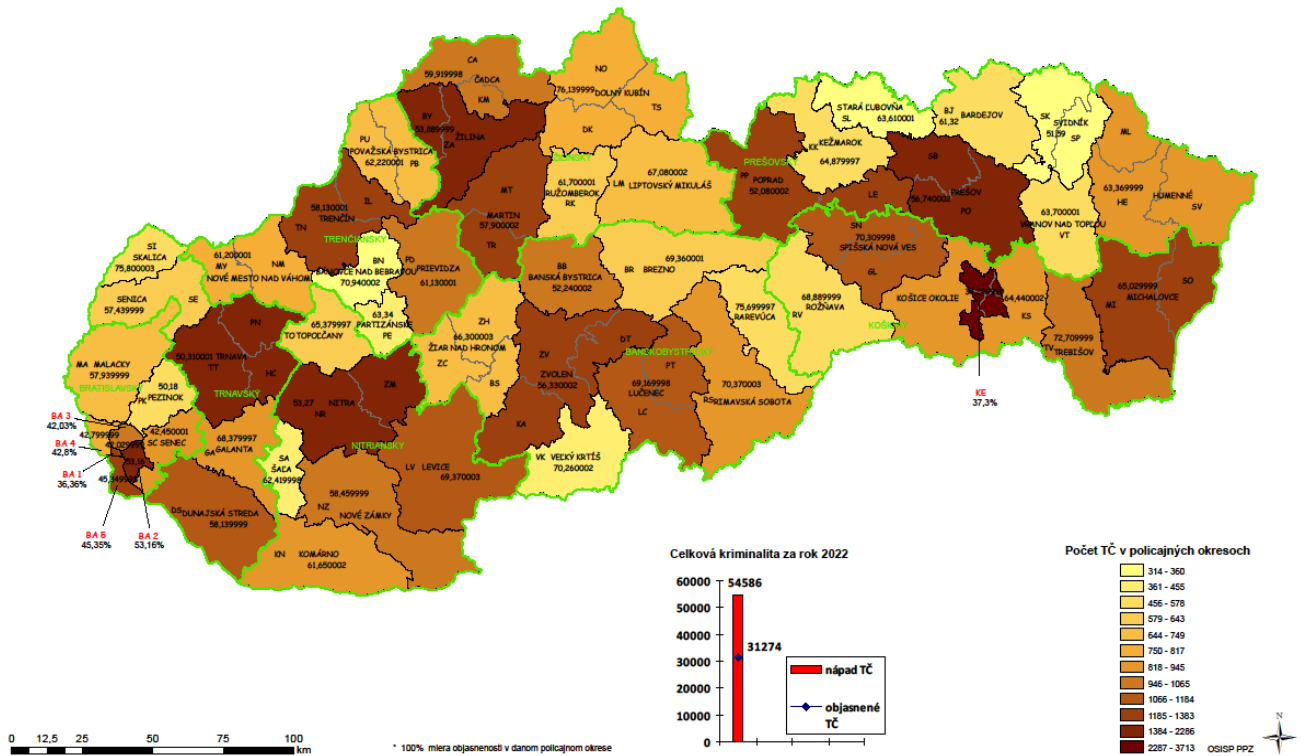 CA
59,919998
ČADCA
KM
NO
76,139999
DOLNÝ KUBÍN
TS
DK
BY
53,889999
ŽILINA
ZA
PU
POVAŽSKÁ BYSTRICA
62,220001
PB
STARÁ ĽUBOVŇA
SL
63,610001
BJ
61,32
BARDEJOV
SK
SVIDNÍK
51,59
SP
ML
KEŽMAROK
KK
64,879997
PREŠOVSKÝ
PP
POPRAD
52,080002
SB
PREŠOV
56,740002
PO
LE
63,369999
HUMENNÉ
HE
SV
63,700001
VRANOV NAD TOPĽOU
VT
ŽILINSKÝ
61,700001
RUŽOMBEROK
RK
67,080002
LM LIPTOVSKÝ MIKULÁŠ
MT
MARTIN
57,900002
TR
58,130001
IL
TRENČÍN
TN
TRENČIANSKY
SI
SKALICA
75,800003
61,200001
MV
NM
NOVÉ MESTO NAD VÁHOM
BN
BÁNOVCE NAD BEBRAVOU
70,940002
PD
PRIEVIDZA
61,130001
BB
BANSKÁ BYSTRICA
52,240002
69,360001
BR BREZNO
SN
70,309998
SPIŠSKÁ NOVÁ VES
GL
SO
65,029999
MICHALOVCE
MI
SENICA
SE
57,439999
PN
50,310001 TRNAVA
TT
HC
TRNAVSKÝ
65,379997
TO TOPOĽČANY
63,34
PARTIZÁNSKE
PE
ZH
66,300003
ŽIAR NAD HRONOM
ZC
BS
75,699997
RA REVÚCA
68,889999
ROŽŇAVA
RV
KOŠICKÝ
KOŠICE OKOLIE
64,440002
KS
72,709999
TV TREBIŠOV
KE
37,3%
MA MALACKY
57,939999
BRATISLAVSKÝ
50,18
PEZINOK
PK
ZM
53,27 NITRA
NR
NITRIANSKY
ZV
ZVOLEN
56,330002
DT
BANSKOBYSTRICKÝ
PT
69,169998
LUČENEC
LC
KA
70,370003
RS RIMAVSKÁ SOBOTA
BA 3
42,03%
BA 4
42,8%
BA 1
36,36%
BA 5
45,35%
BA 2
53,16%
42,799999
42,450001
SC SENEC
53,16
68,379997
GALANTA
GA
SA
ŠAĽA
62,419998
LV LEVICE
69,370003
VK VEĽKÝ KRTÍŠ
70,260002
DS DUNAJSKÁ STREDA
58,139999
58,459999
NZ
NOVÉ ZÁMKY
KN KOMÁRNO
61,650002
Celková kriminalita za rok 2022
60000
50000
40000
30000
20000
10000
0
54586
31274
nápad TČ
objasnené
TČ
Počet TČ v policajných okresoch
314 - 360
361 - 455
456 - 578
579 - 643
644 - 749
750 - 817
818 - 945
946 - 1065
1066 - 1184
1185 - 1383
1384 - 2286
2287 - 3713
OSISP PPZ
N
0 12,5 25 50 75 100
km
* 100% miera objasnenosti v danom policajnom okrese